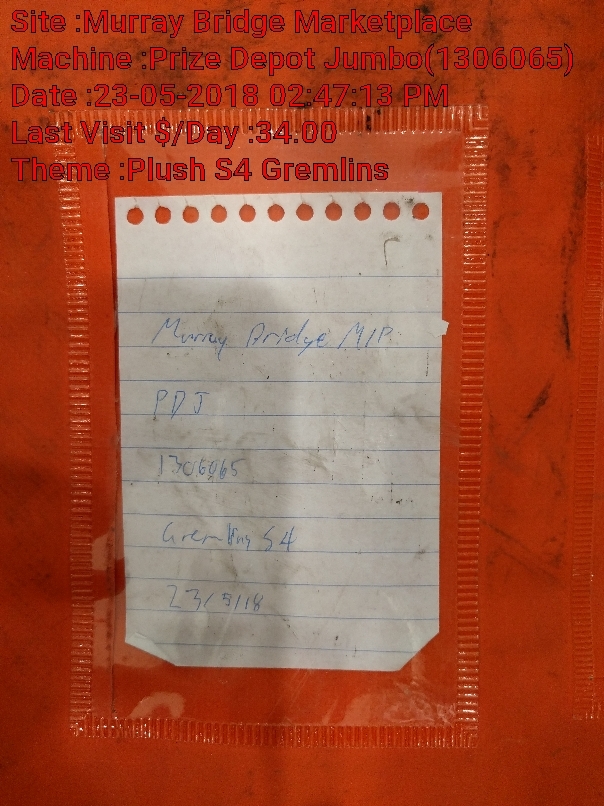 Site :Murray Bridge Marketplace
Machine :Prize Depot Jumbo(1306065)
Date :23-05-2018 02:47:13 PM
Last Visit $/Day :34.00
Theme :Plush S4 Gremlins
Murray Bridge M/P
PDJ
1306065
Gremlins S4
23/5/18